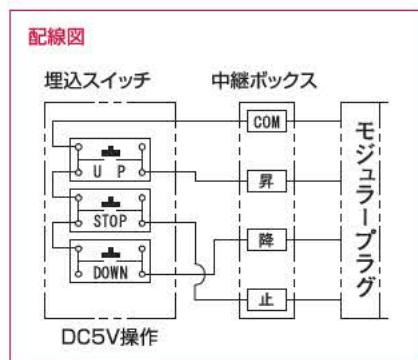 配線図
埋込スイッチ
中継ボックス
COM
UP
昇
STOP
降
DOWN
止
モジュラープラグ
DC5V操作